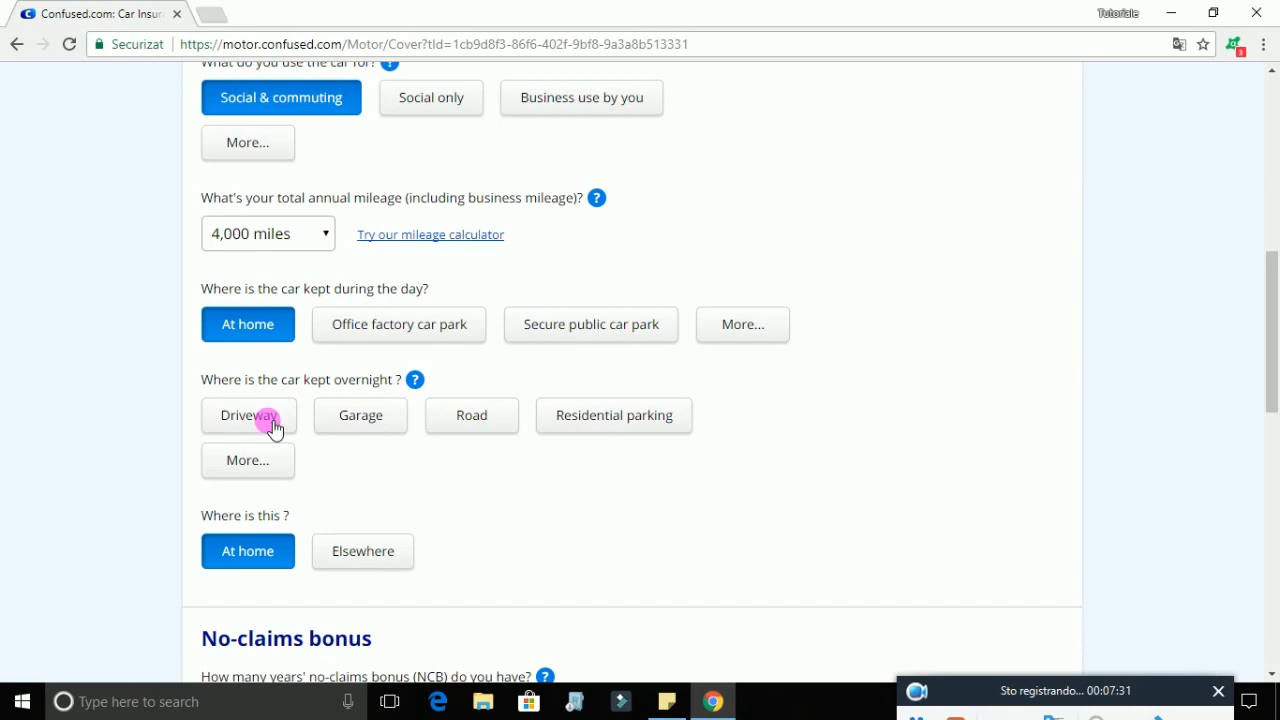 Confused.com: Car Insur
Tutoriale
Securizat
https://motor.confused.com/Motor/Cover?tId=1cb9d8f3-86f6-402f-9bf8-9a3a8b513331
3
What do you use the car for? ?
Social & commuting Social only Business use by you
More...
What's your total annual mileage (including business mileage)? ?
4,000 miles Try our mileage calculator
Where is the car kept during the day?
At home Office factory car park Secure public car park More...
Where is the car kept overnight ? ?
Driveway Garage Road Residential parking
More...
Where is this ?
At home Elsewhere
No-claims bonus
How many years' no-claims bonus (NCB) do you have? ?
Type here to search
Sto registrando... 00:07:31